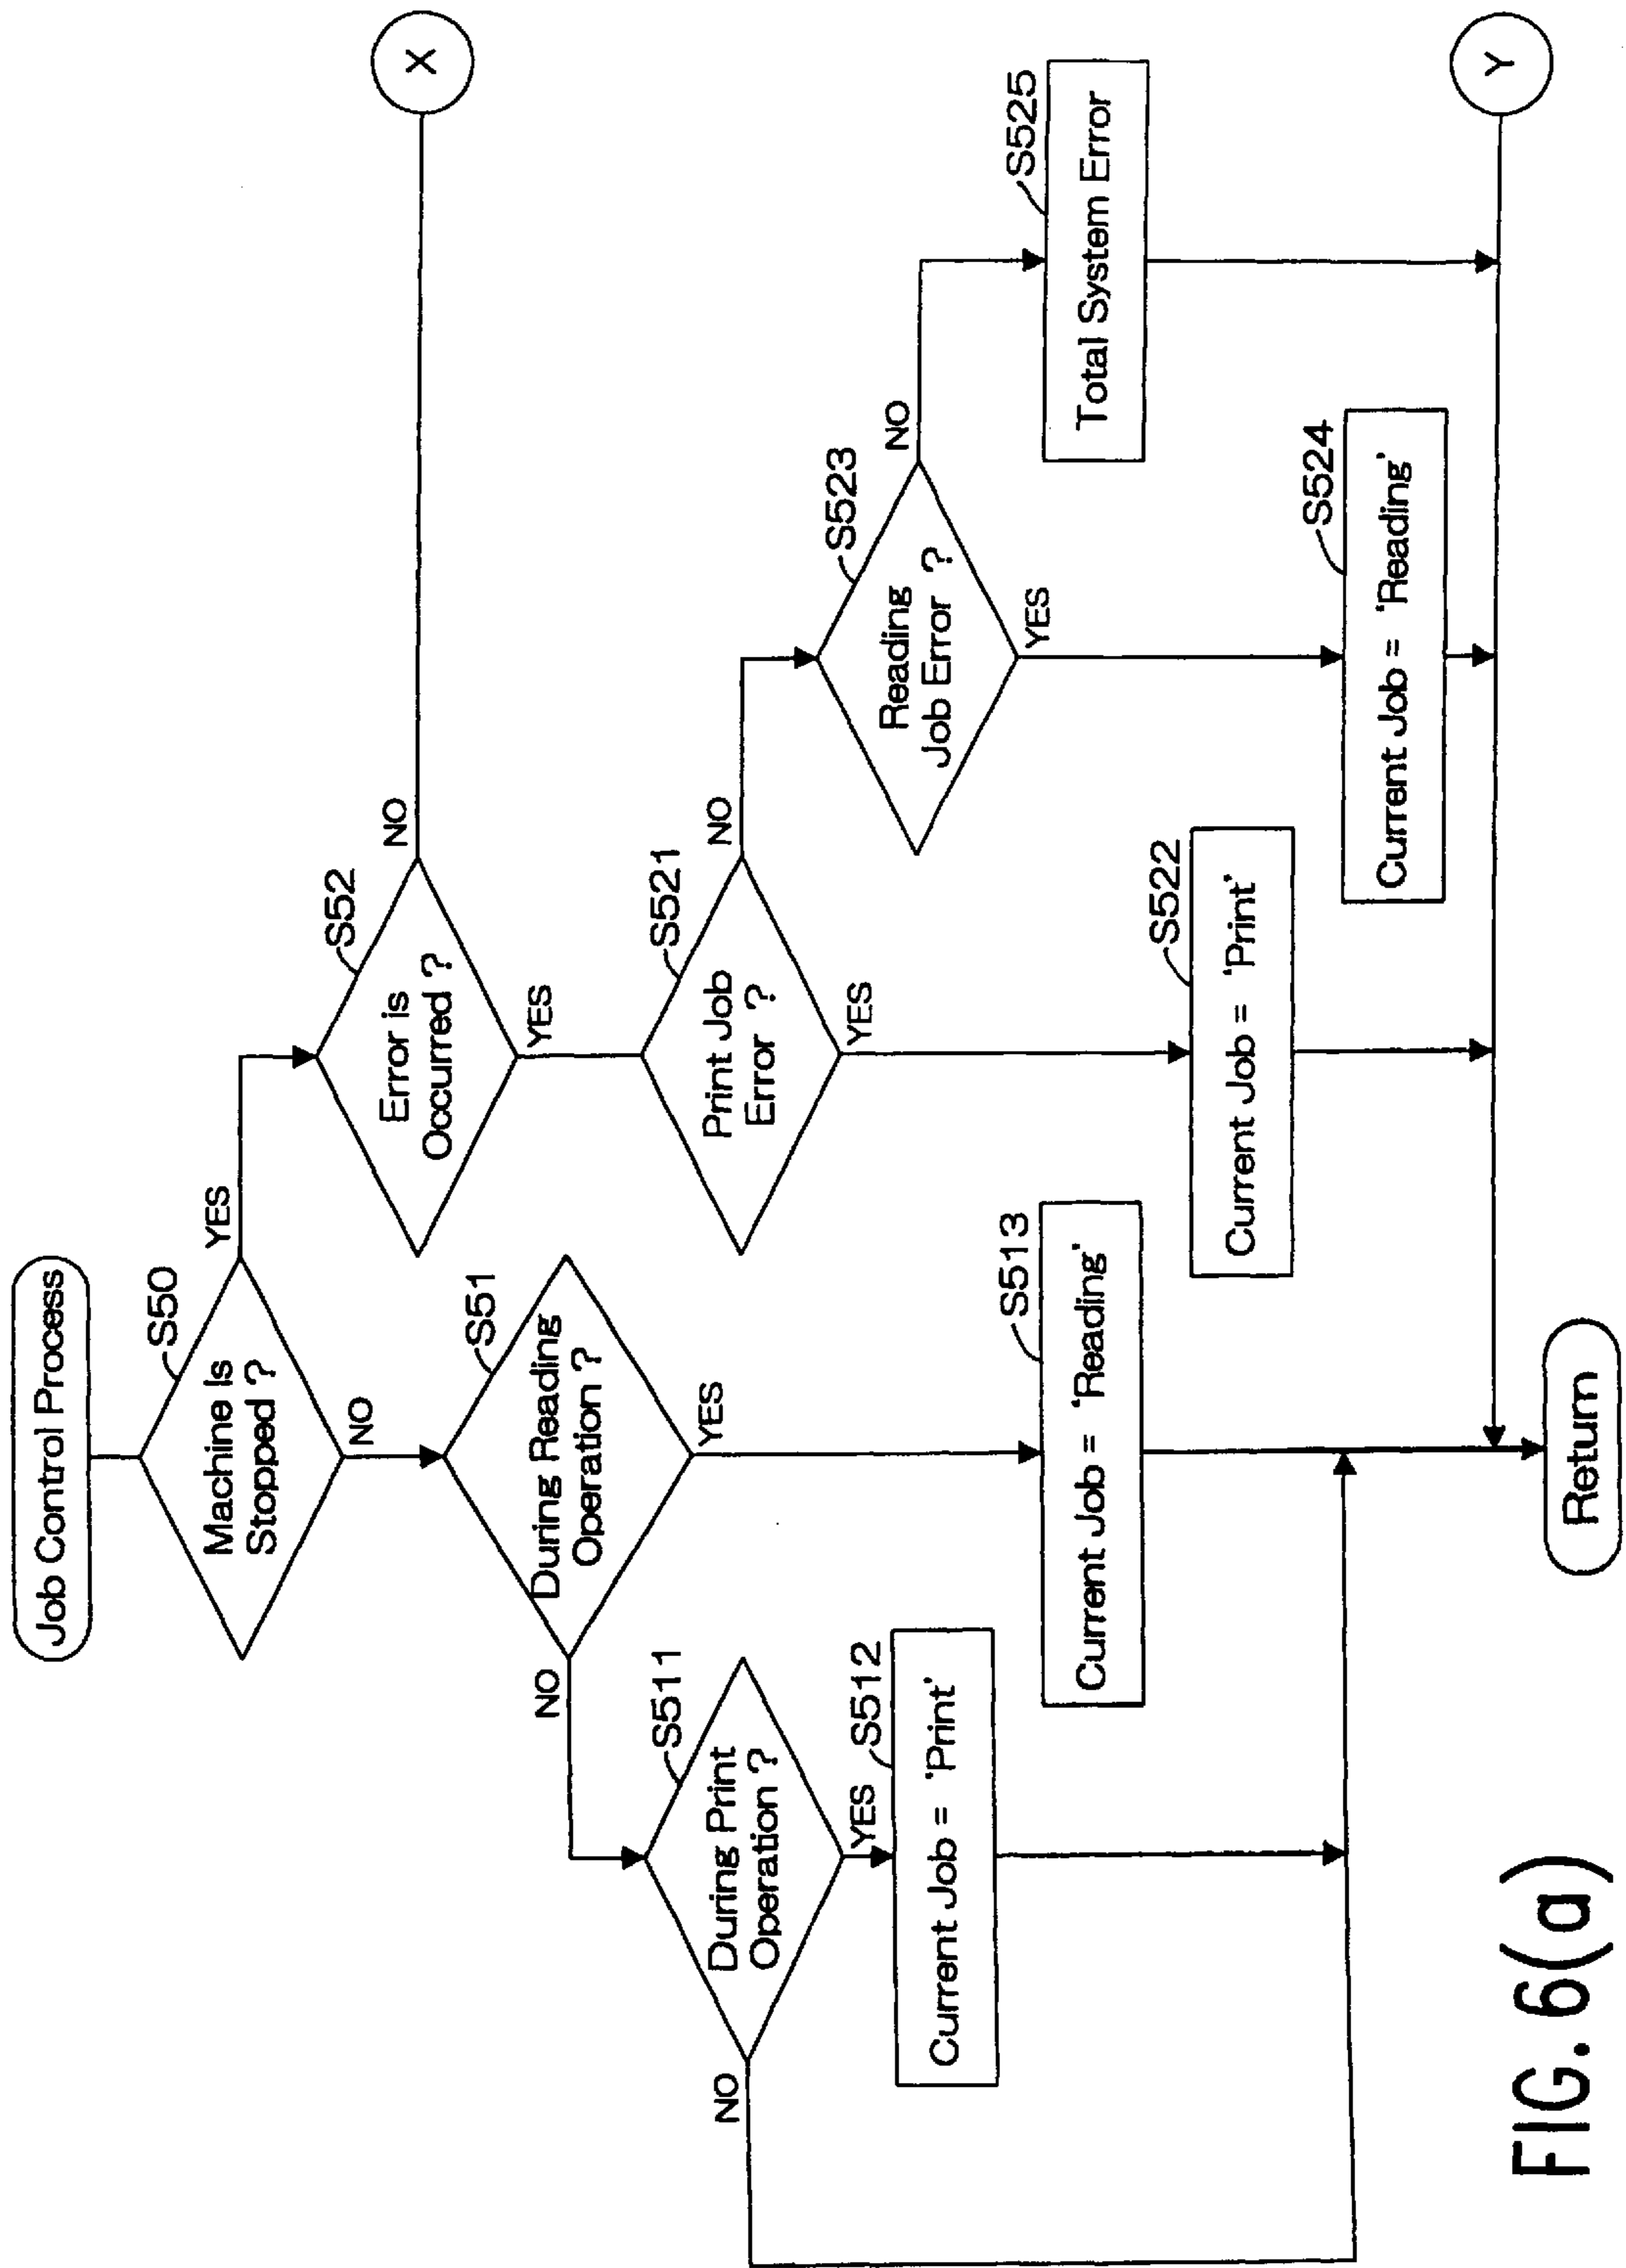 Job Control Process
S50
Machine Is
Stopped ?
YES
NO
S52
Error is
Occurred ?
NO
YES
X
S51
During Reading
Operation ?
NO
YES
S511
During Print
Operation ?
NO
YES
S512
Current Job = 'Print'
S513
Current Job = 'Reading'
S521
Print Job
Error ?
NO
YES
S522
Current Job = 'Print'
S523
Reading
Job Error ?
NO
YES
S524
Current Job = 'Reading'
S525
Total System Error
Y
Return
FIG. 6(a)